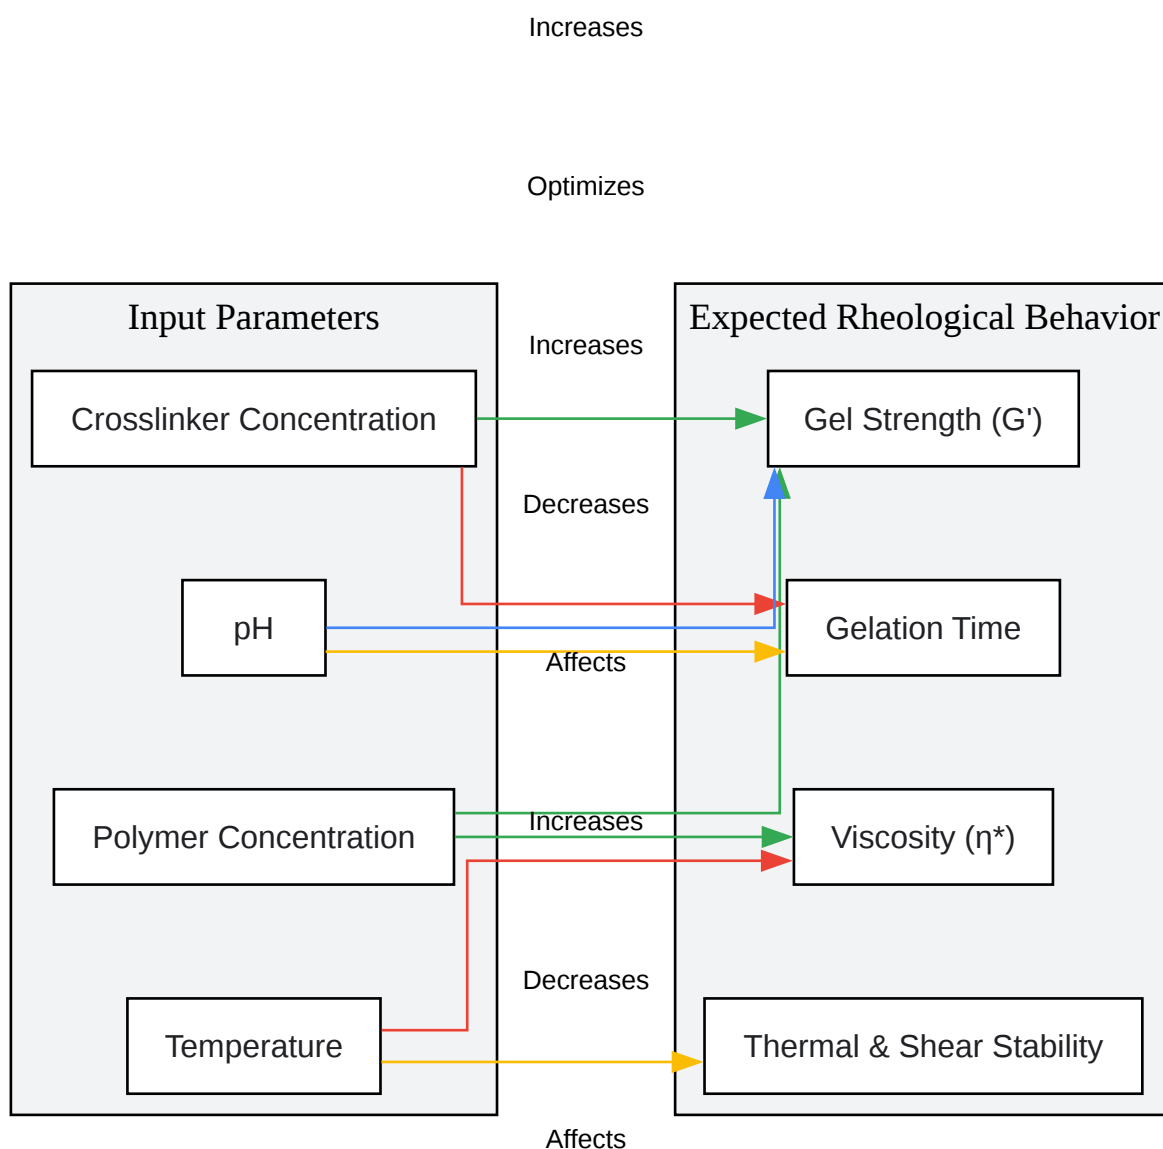 Increases
Optimizes
Input Parameters
Expected Rheological Behavior
Increases
Crosslinker Concentration
Gel Strength (G')
Decreases
pH
Gelation Time
Affects
Increases
Polymer Concentration
Viscosity (η*)
Decreases
Temperature
Thermal & Shear Stability
Affects